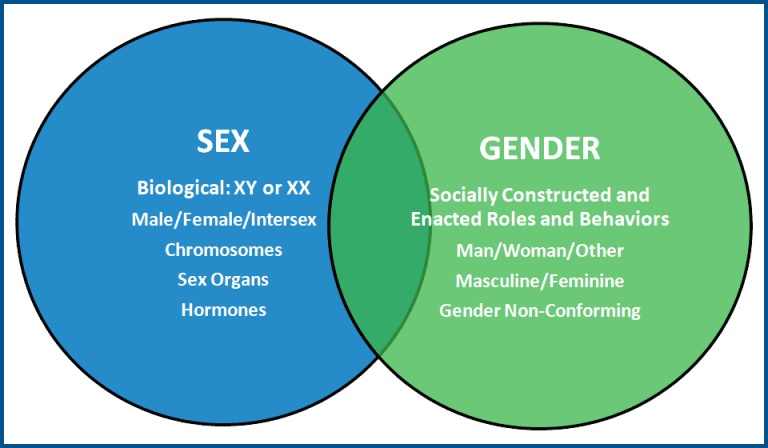 SEX
Biological: XY or XX
Male/Female/Intersex
Chromosomes
Sex Organs
Hormones
GENDER
Socially Constructed and
Enacted Roles and Behaviors
Man/Woman/Other
Masculine/Feminine
Gender Non-Conforming